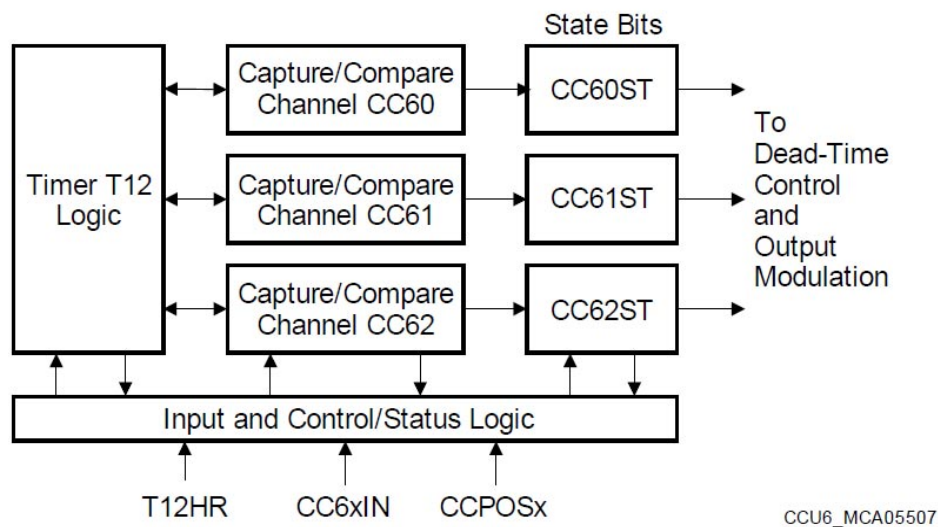 State Bits
Timer T12
Logic
Capture/Compare
Channel CC60
CC60ST
Capture/Compare
Channel CC61
CC61ST
Capture/Compare
Channel CC62
CC62ST
To
Dead-Time
Control
and
Output
Modulation
Input and Control/Status Logic
T12HR
CC6xIN
CCPOSx
CCU6_MCA05507